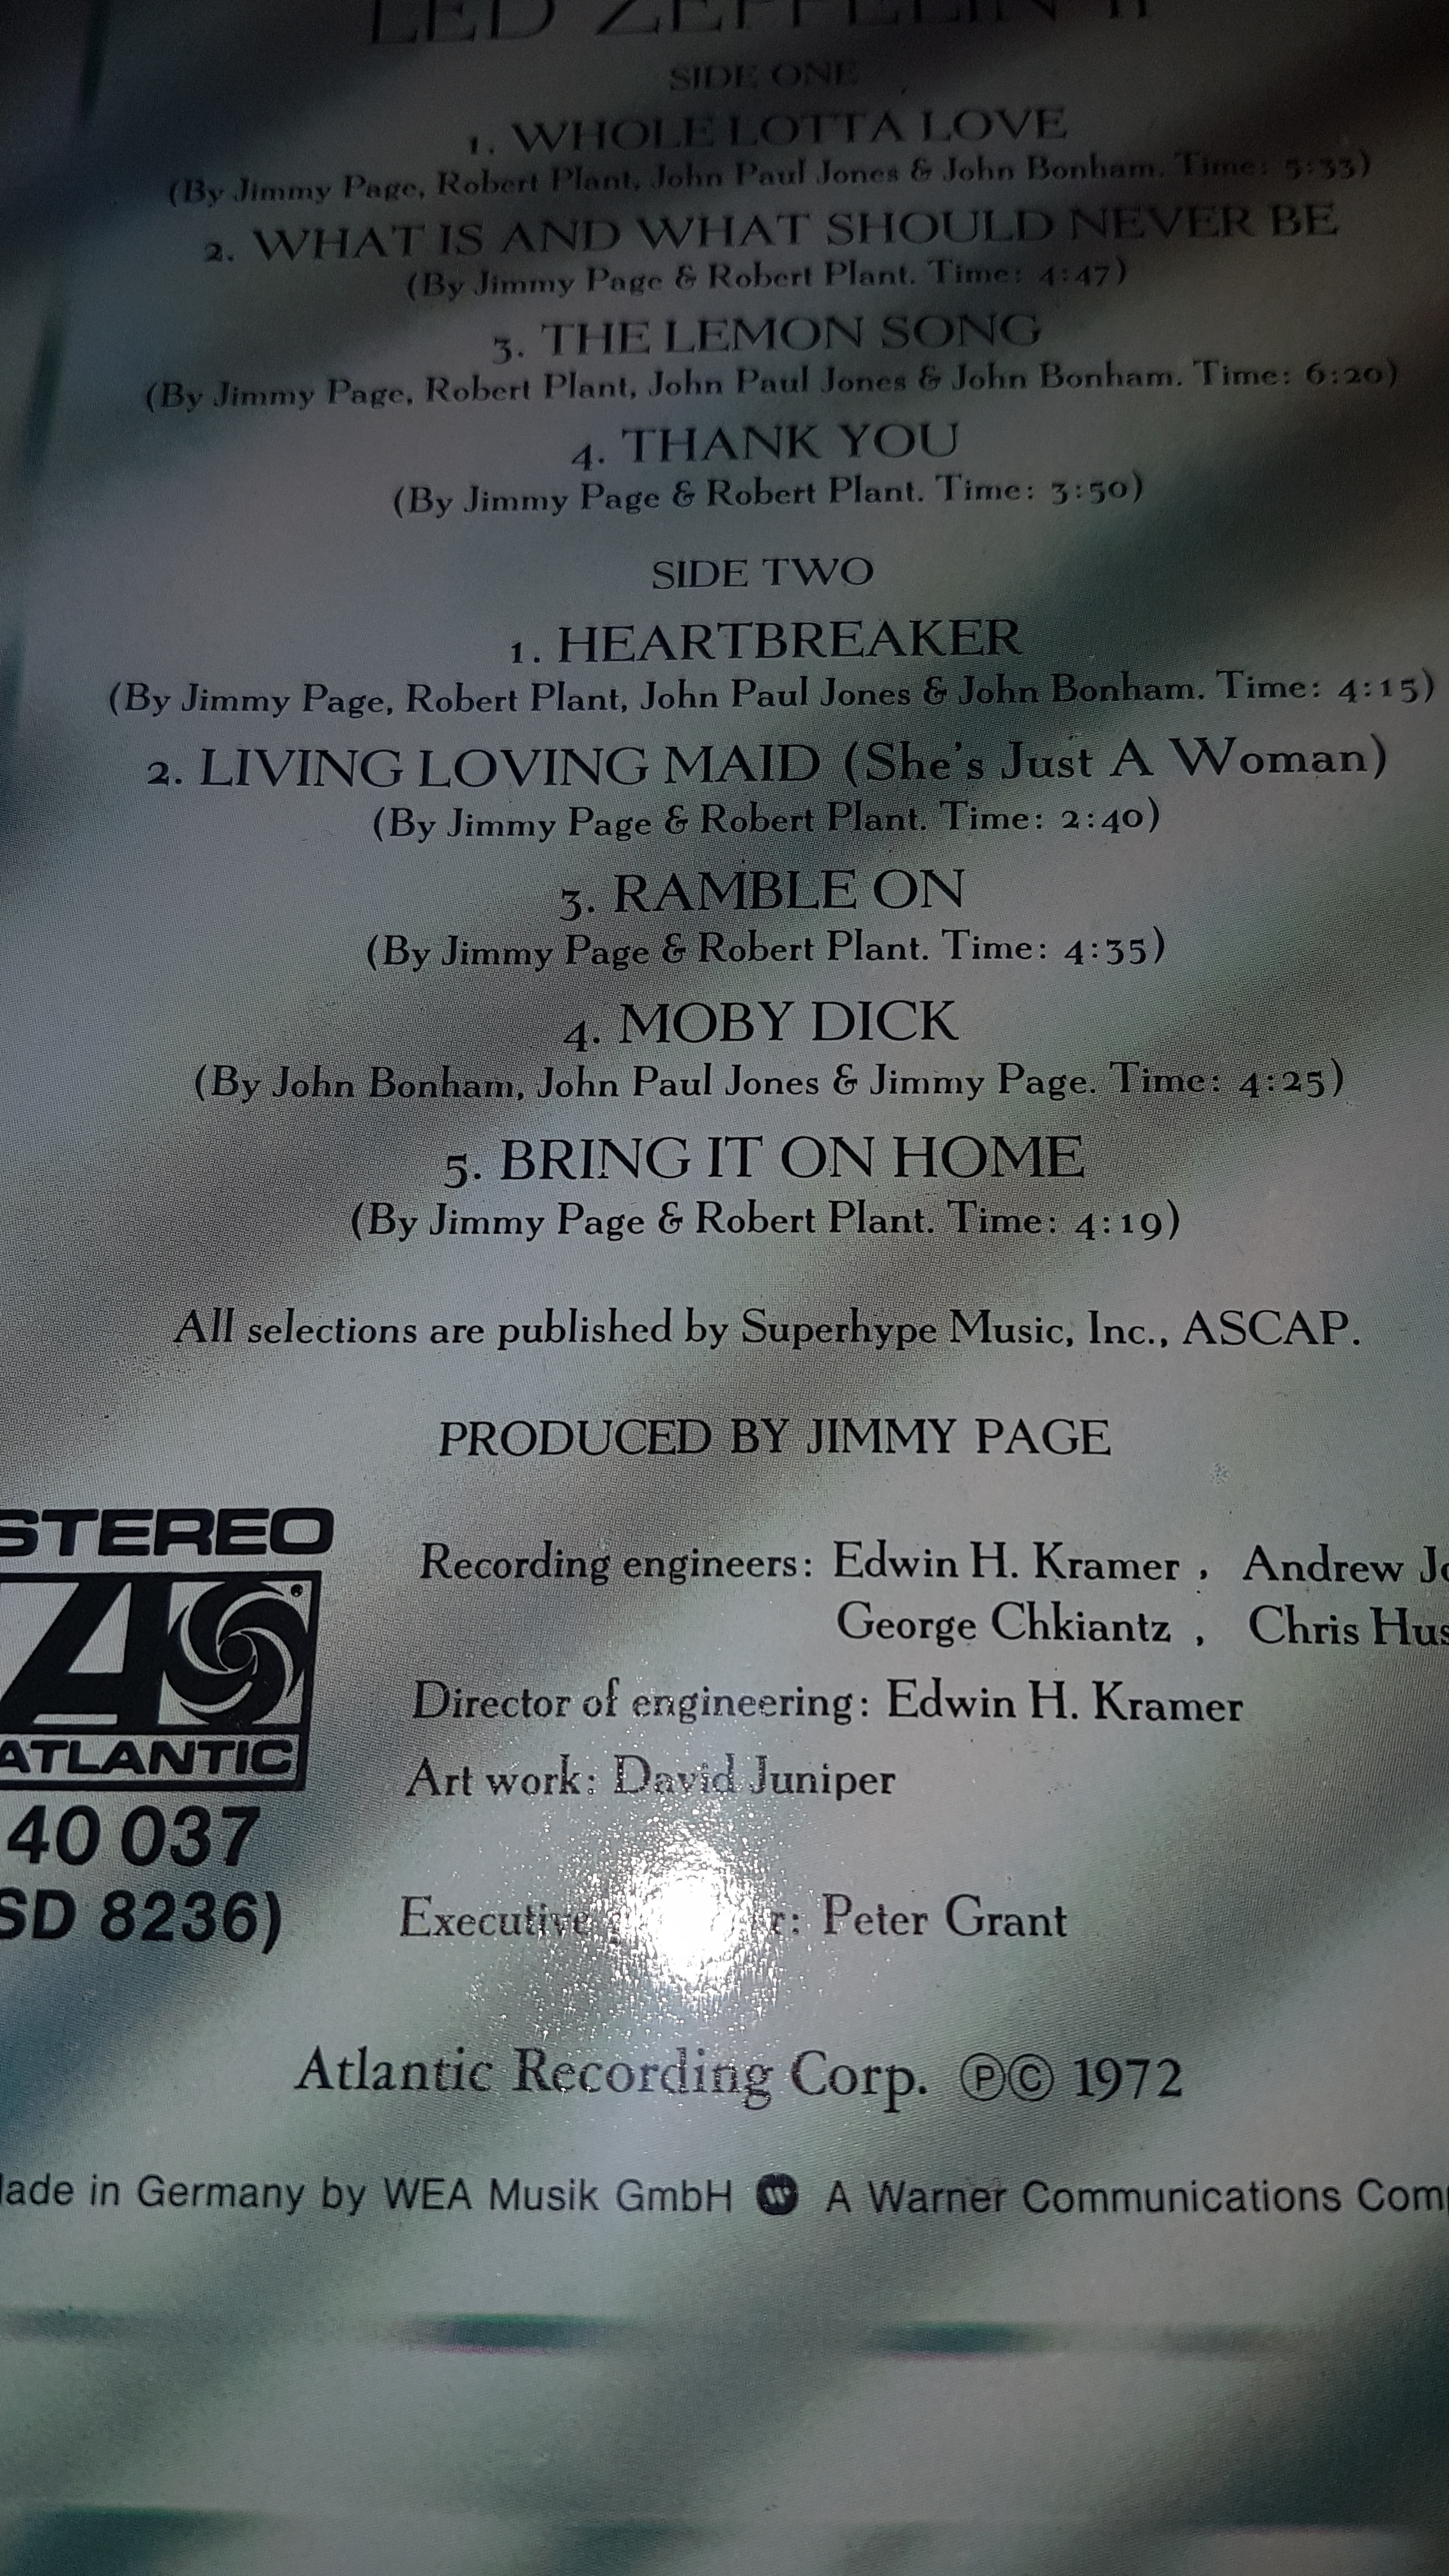 LED ZEPPELIN II
SIDE ONE
1. WHOLE LOTTA LOVE
(By Jimmy Page, Robert Plant, John Paul Jones & John Bonham. Time: 5:33)
2. WHAT IS AND WHAT SHOULD NEVER BE
(By Jimmy Page & Robert Plant. Time: 4:47)
3. THE LEMON SONG
(By Jimmy Page, Robert Plant, John Paul Jones & John Bonham. Time: 6:20)
4. THANK YOU
(By Jimmy Page & Robert Plant. Time: 3:50)
SIDE TWO
1. HEARTBREAKER
(By Jimmy Page, Robert Plant, John Paul Jones & John Bonham. Time: 4:15)
2. LIVING LOVING MAID (She's Just A Woman)
(By Jimmy Page & Robert Plant. Time: 2:40)
3. RAMBLE ON
(By Jimmy Page & Robert Plant. Time: 4:35)
4. MOBY DICK
(By John Bonham, John Paul Jones & Jimmy Page. Time: 4:25)
5. BRING IT ON HOME
(By Jimmy Page & Robert Plant. Time: 4:19)
All selections are published by Superhype Music, Inc., ASCAP.
PRODUCED BY JIMMY PAGE
STEREO
ATLANTIC
40 037
SD 8236)
Recording engineers: Edwin H. Kramer , Andrew
George Chkiantz , Chris
Director of engineering: Edwin H. Kramer
Art work: David Juniper
Executive : Peter Grant
Atlantic Recording Corp. ℗© 1972
in Germany by WEA Musik GmbH W A Warner Communications